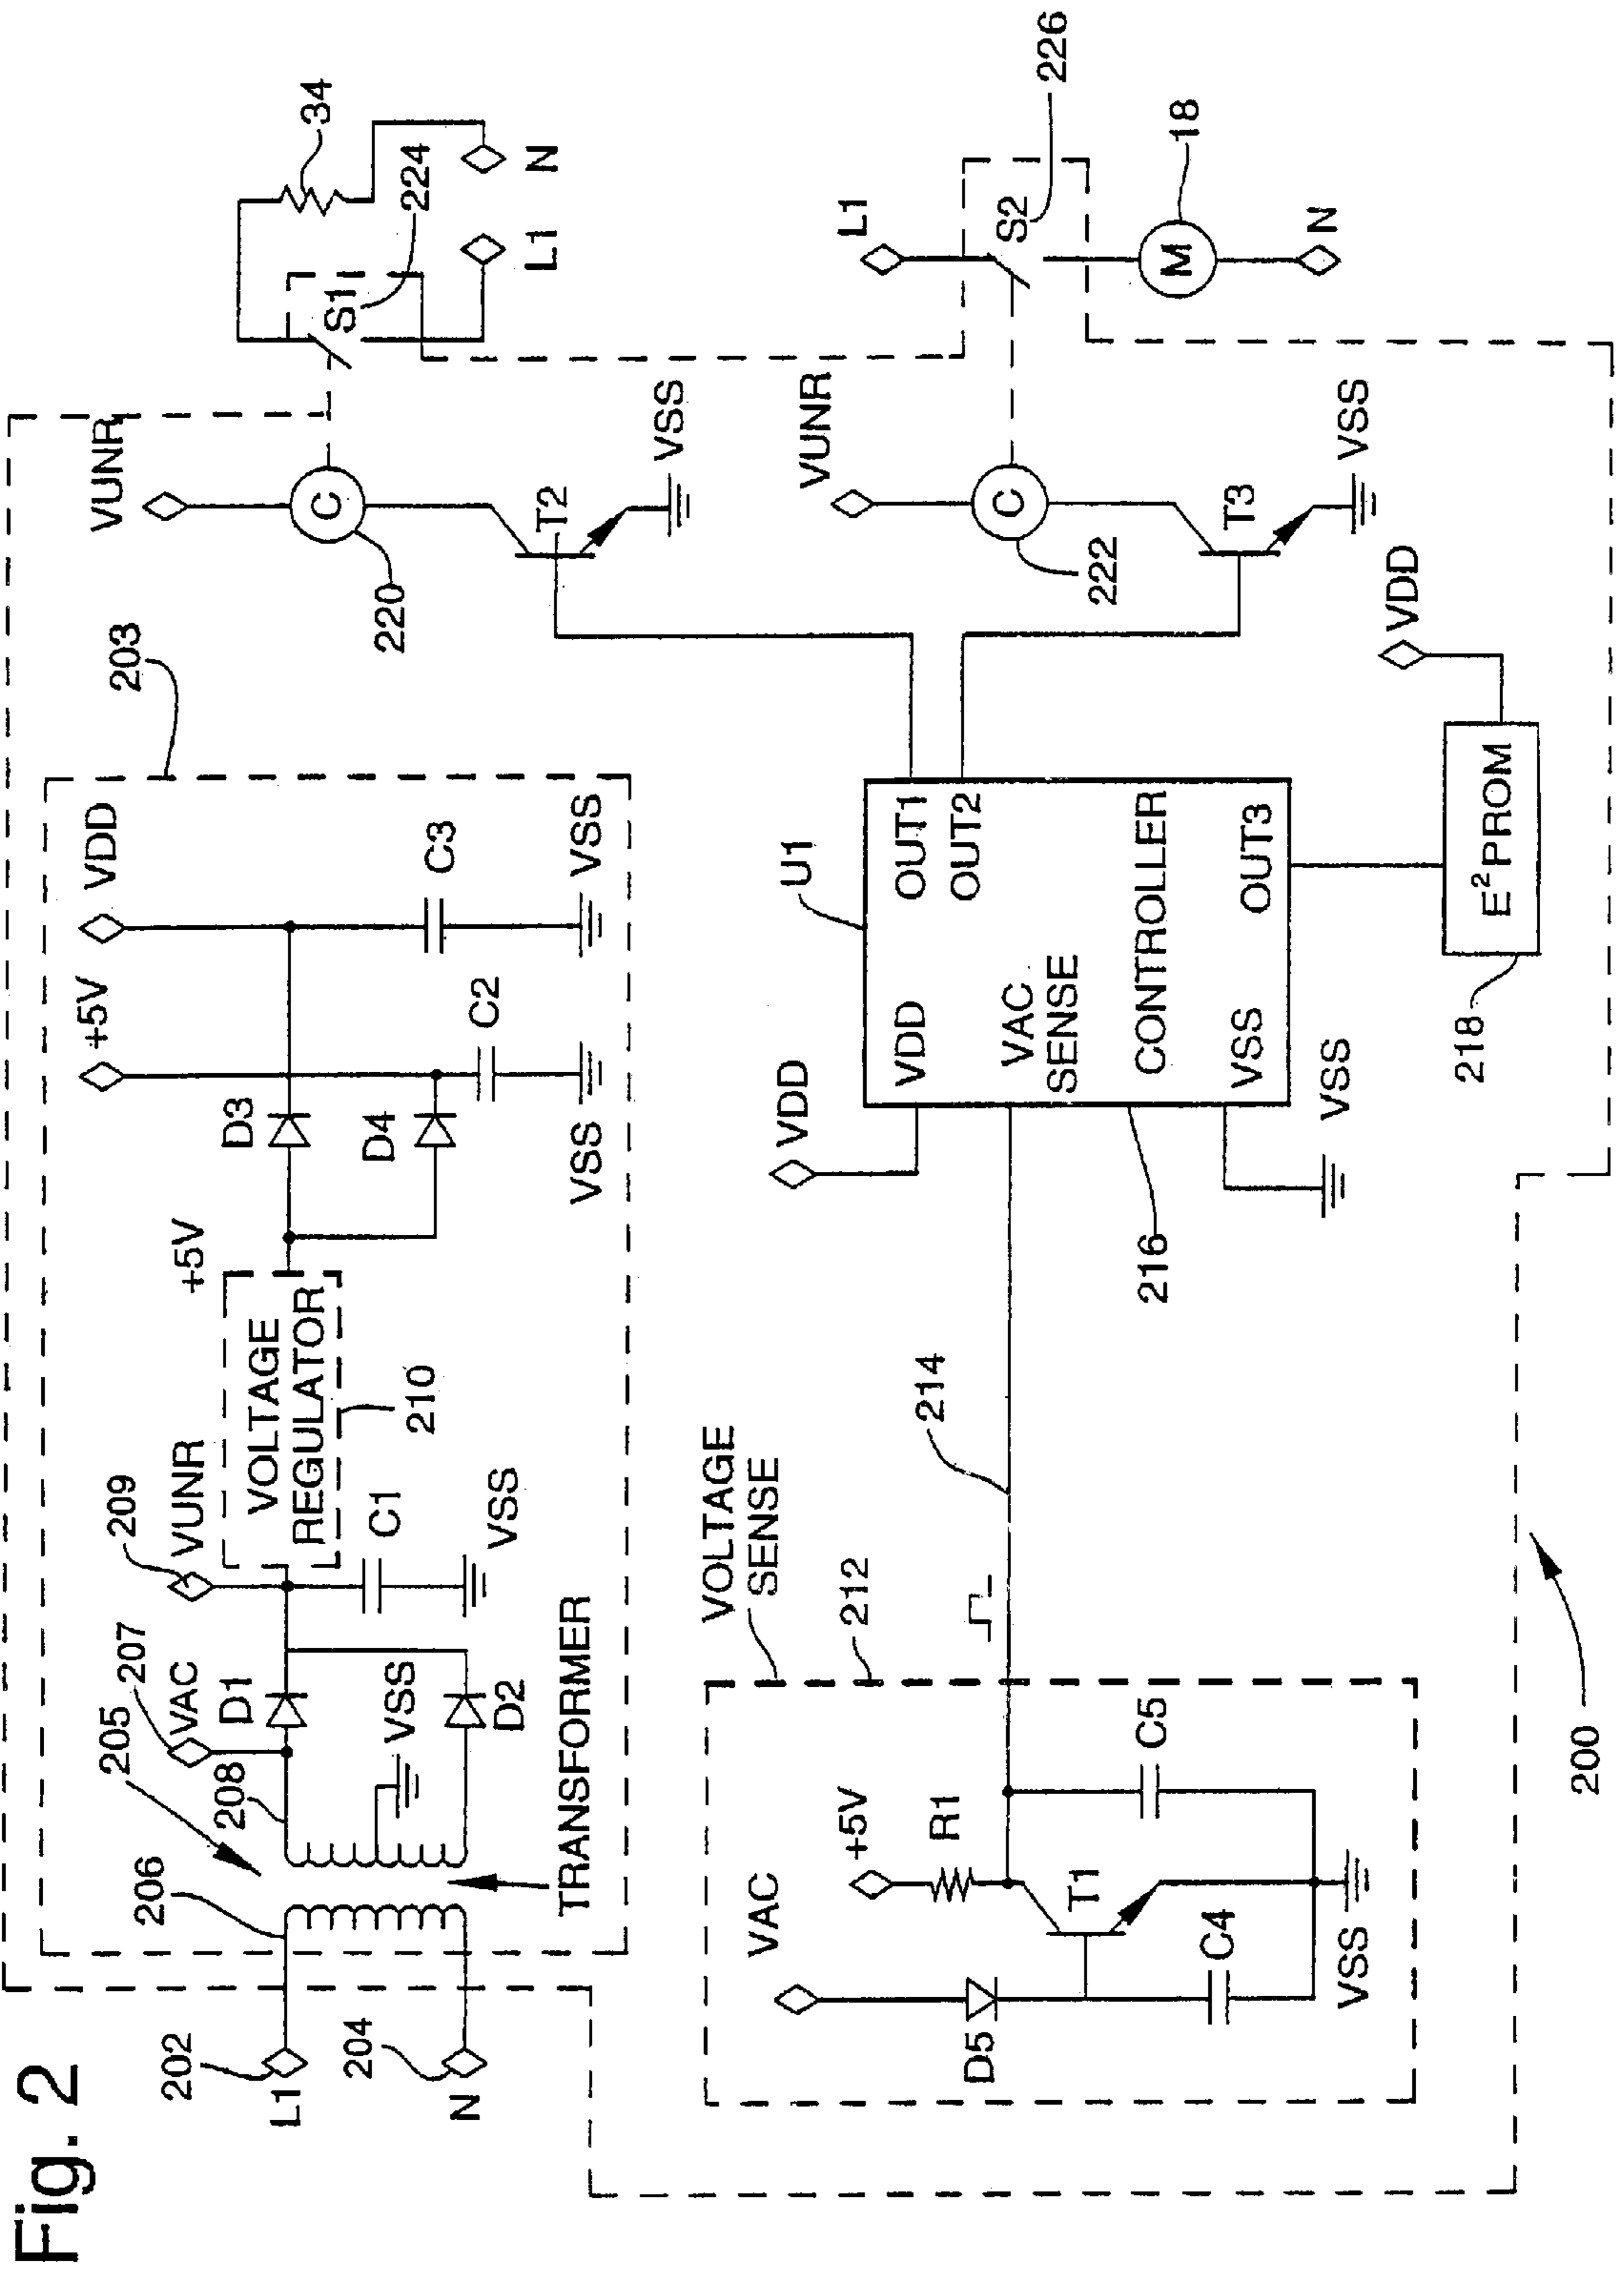 Fig. 2
202
L1
204
N
206
205
208
207
VAC
D1
VSS
D2
TRANSFORMER
209
VUNR
C1
VSS
VOLTAGE
REGULATOR
210
+5V
D3
D4
+5V
C2
VSS
VDD
C3
VSS
203
VUNR
C
220
T2
VSS
S1
224
34
L1
N
VOLTAGE
SENSE
212
VAC
D5
+5V
R1
T1
C4
C5
VSS
214
216
VDD
U1
VDD
VAC
SENSE
CONTROLLER
VSS
OUT1
OUT2
OUT3
VSS
218
E²PROM
VDD
VUNR
C
222
T3
VSS
L1
S2
226
M
18
N
200